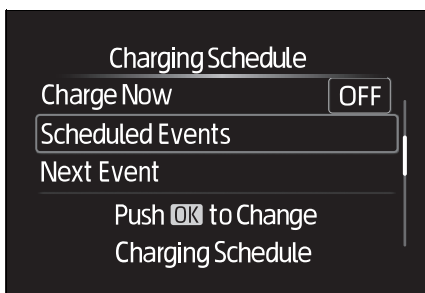 Charging Schedule
Charge Now OFF
Scheduled Events
Next Event
Push OK to Change
Charging Schedule